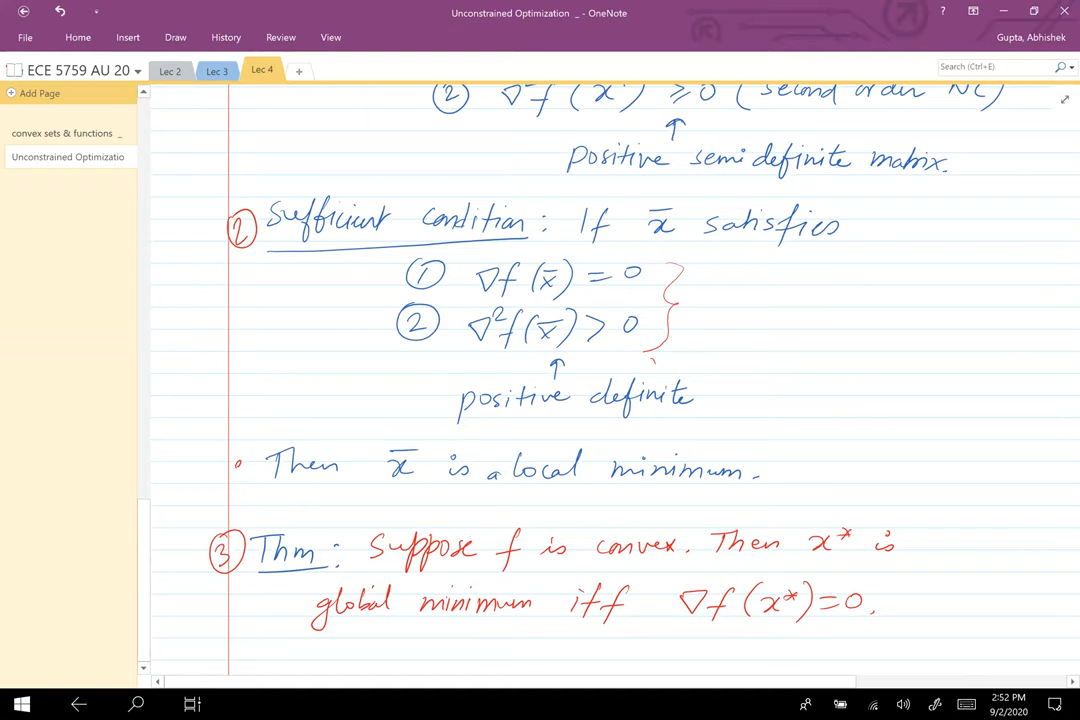 Unconstrained Optimization _ - OneNote
Gupta, Abhishek
File Home Insert Draw History Review View
ECE 5759 AU 20
Lec 2 Lec 3 Lec 4
Search (Ctrl+E)
Add Page
convex sets & functions _
Unconstrained Optimizatio
② ∇²f(x*) ≥ 0 (second order NC)
positive semidefinite matrix.
② Sufficient condition: If x̄ satisfies
① ∇f(x̄) = 0
② ∇²f(x̄) > 0
positive definite
Then x̄ is a local minimum.
③ Thm: Suppose f is convex. Then x* is
global minimum iff ∇f(x*)=0.
2:52 PM
9/2/2020